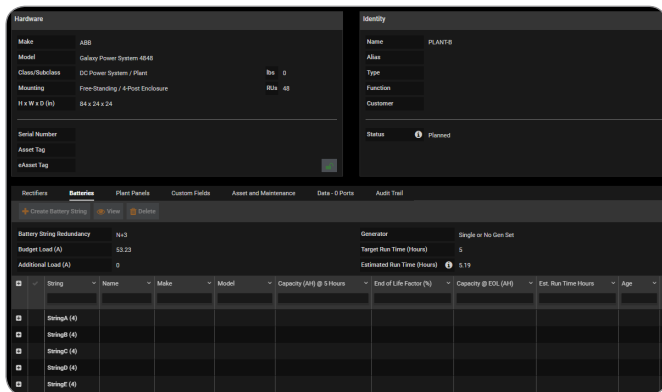 Hardware
Make ABB
Model Galaxy Power System 4848
Class/Subclass DC Power System / Plant lbs 0
Mounting Free-Standing / 4-Post Enclosure RUs 48
H x W x D (in) 84 x 24 x 24
Serial Number
Asset Tag
eAsset Tag
Identity
Name PLANT-B
Alias
Type
Function
Customer
Status Planned
Rectifiers Batteries Plant Panels Custom Fields Asset and Maintenance Data - 0 Ports Audit Trail
Create Battery String View Delete
Battery String Redundancy N+3 Generator Single or No Gen Set
Budget Load (A) 53.23 Target Run Time (Hours) 5
Additional Load (A) 0 Estimated Run Time (Hours) 5.19
String Name Make Model Capacity (AH) @ 5 Hours End of Life Factor (%) Capacity @ EOL (AH) Est. Run Time Hours Age
StringA (4)
StringB (4)
StringC (4)
StringD (4)
StringE (4)